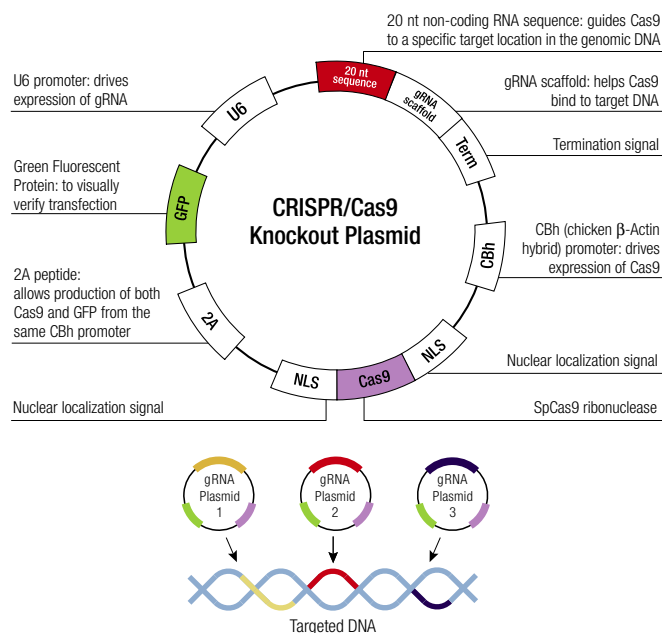 20 nt non-coding RNA sequence: guides Cas9
to a specific target location in the genomic DNA
U6 promoter: drives
expression of gRNA
gRNA scaffold: helps Cas9
bind to target DNA
Termination signal
Green Fluorescent
Protein: to visually
verify transfection
CBh (chicken β-Actin
hybrid) promoter: drives
expression of Cas9
2A peptide:
allows production of both
Cas9 and GFP from the
same CBh promoter
Nuclear localization signal
Nuclear localization signal
SpCas9 ribonuclease
CRISPR/Cas9
Knockout Plasmid
20 nt
sequence
gRNA
scaffold
Term
CBh
NLS
Cas9
NLS
2A
GFP
U6
gRNA
Plasmid
1
gRNA
Plasmid
2
gRNA
Plasmid
3
Targeted DNA